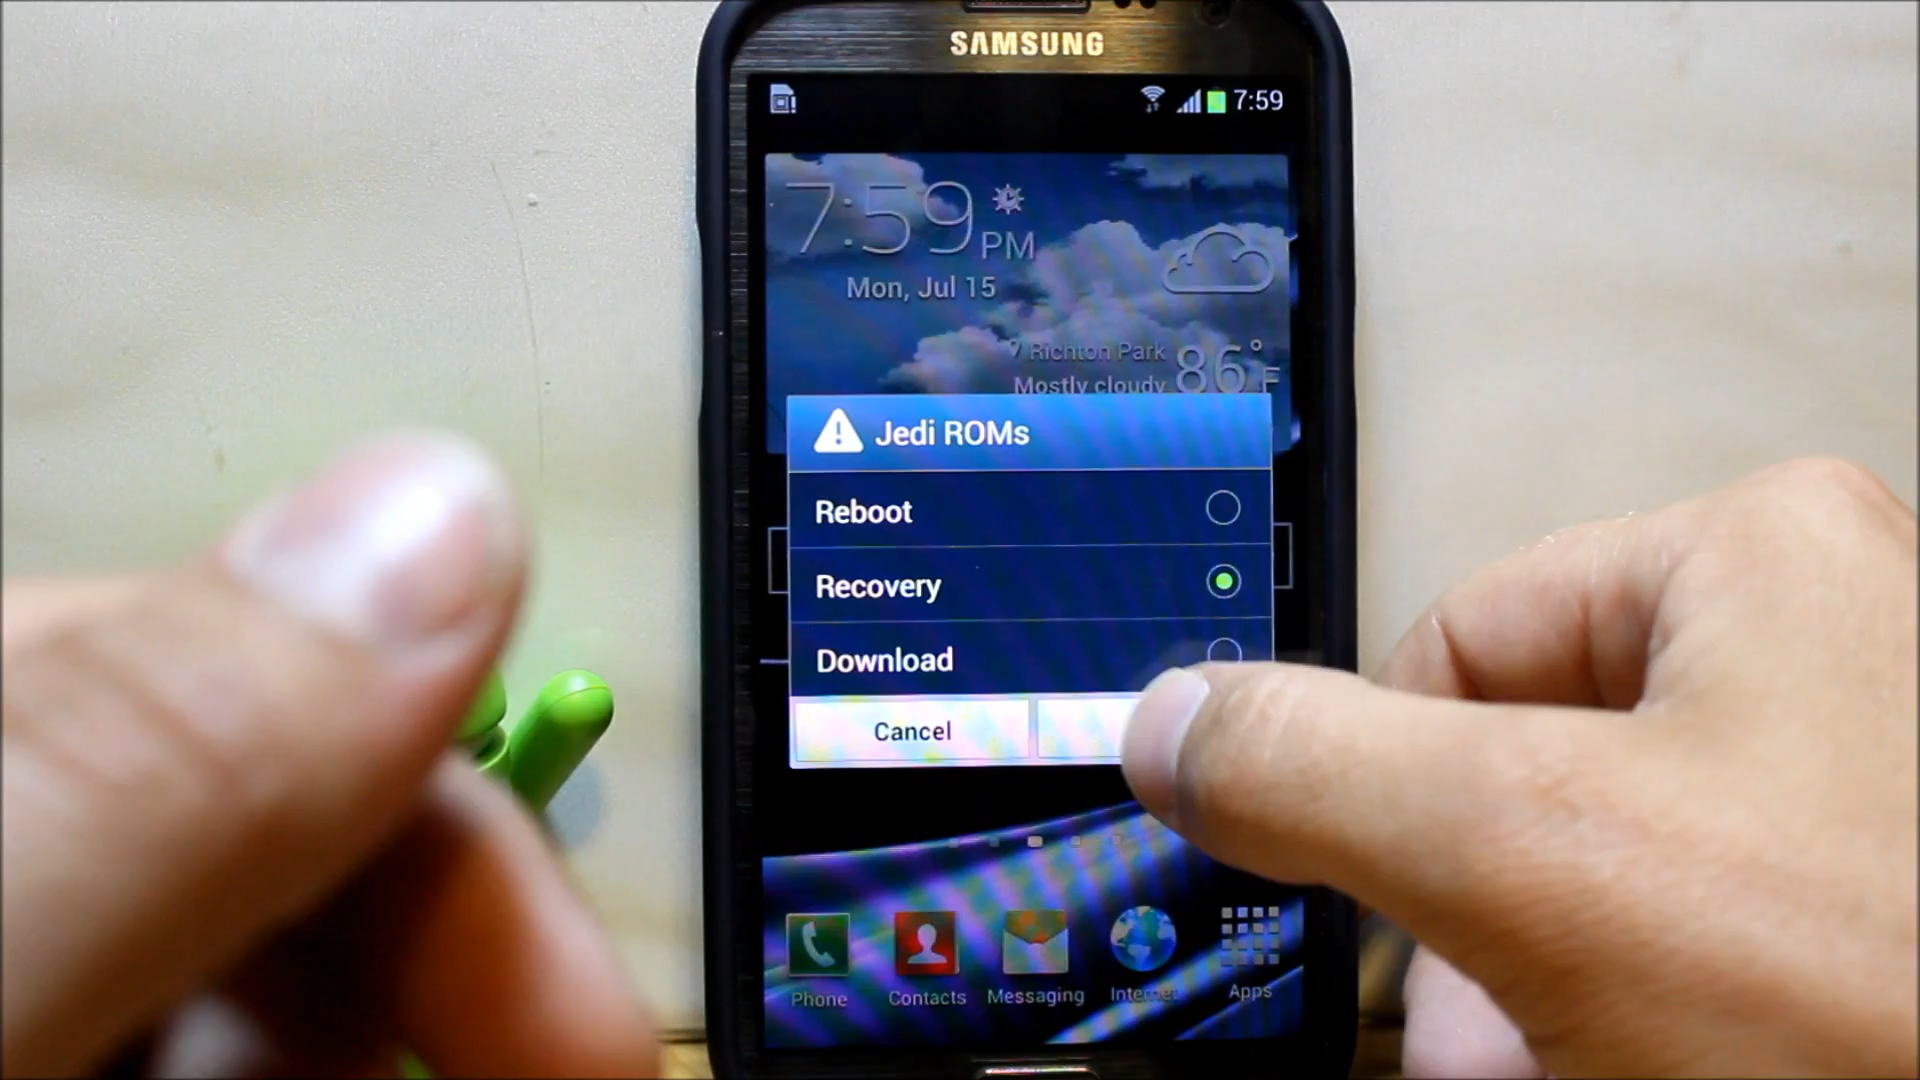 SAMSUNG
7:59
7:59 PM
Mon, Jul 15
Richton Park
Mostly cloudy
86°F
Jedi ROMs
Reboot
Recovery
Download
Cancel
Phone
Contacts
Messaging
Internet
Apps